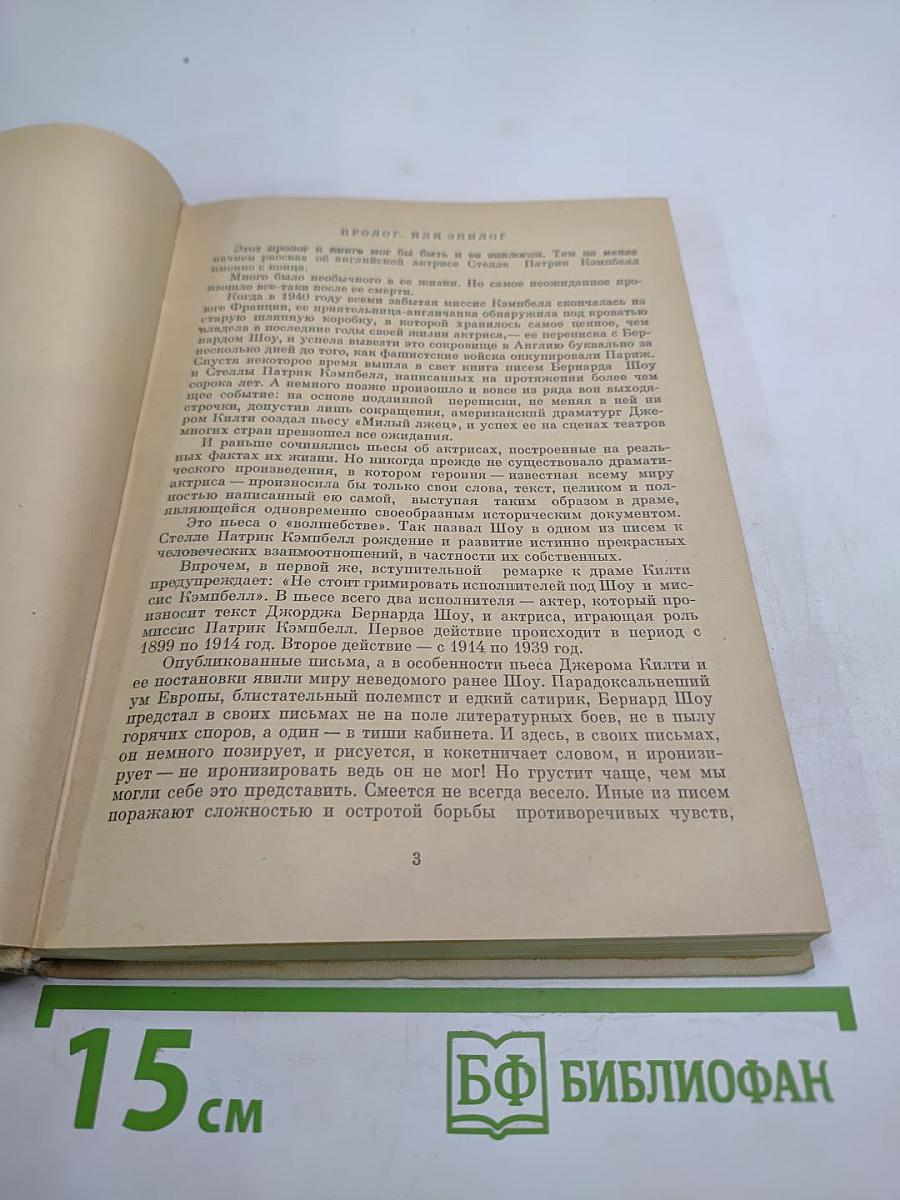 ПРОЛОГ ИЛИ ЭПИЛОГ
Этот пролог к книге мог бы быть и ее эпилогом. Тем не менее
начнем рассказ об английской актрисе Стелле Патрик Кэмпбелл
именно с конца.
Много было необычного в ее жизни. Но самое неожиданное про-
изошло все-таки после ее смерти.
Когда в 1940 году всеми забытая миссис Кэмпбелл скончалась на
юге Франции, ее приятельница-англичанка обнаружила под кроватью
старую шляпную коробку, в которой хранилось самое ценное, чем
владела в последние годы своей жизни актриса,— ее переписка с Бер-
нардом Шоу, и успела вывезти это сокровище в Англию буквально за
несколько дней до того, как фашистские войска оккупировали Париж.
Спустя некоторое время вышла в свет книга писем Бернарда Шоу
и Стеллы Патрик Кэмпбелл, написанных на протяжении более чем
сорока лет. А немного позже произошло и вовсе из ряда вон выходя-
щее событие: на основе подлинной переписки, не меняя в ней ни
строчки, допустив лишь сокращения, американский драматург Дже-
ром Килти создал пьесу «Милый лжец», и успех ее на сценах театров
многих стран превзошел все ожидания.
И раньше сочинялись пьесы об актрисах, построенные на реаль-
ных фактах их жизни. Но никогда прежде не существовало драмати-
ческого произведения, в котором героиня — известная всему миру
актриса — произносила бы только свои слова, текст, целиком и пол-
ностью написанный ею самой, выступая таким образом в драме,
являющейся одновременно своеобразным историческим документом.
Это пьеса о «волшебстве». Так назвал Шоу в одном из писем к
Стелле Патрик Кэмпбелл рождение и развитие истинно прекрасных
человеческих взаимоотношений, в частности их собственных.
Впрочем, в первой же, вступительной ремарке к драме Килти
предупреждает: «Не стоит гримировать исполнителей под Шоу и мис-
сис Кэмпбелл». В пьесе всего два исполнителя — актер, который про-
износит текст Джорджа Бернарда Шоу, и актриса, играющая роль
миссис Патрик Кэмпбелл. Первое действие происходит в период с
1899 по 1914 год. Второе действие — с 1914 по 1939 год.
Опубликованные письма, а в особенности пьеса Джерома Килти и
ее постановки явили миру неведомого ранее Шоу. Парадоксальнейший
ум Европы, блистательный полемист и едкий сатирик, Бернард Шоу
предстал в своих письмах не на поле литературных боев, не в пылу
горячих споров, а один — в тиши кабинета. И здесь, в своих письмах,
он немного позирует, и рисуется, и кокетничает словом, и иронизи-
рует — не иронизировать ведь он не мог! Но грустит чаще, чем мы
могли себе это представить. Смеется не всегда весело. Иные из писем
поражают сложностью и остротой борьбы противоречивых чувств,
3
15 см
БФ БИБЛИОФАН